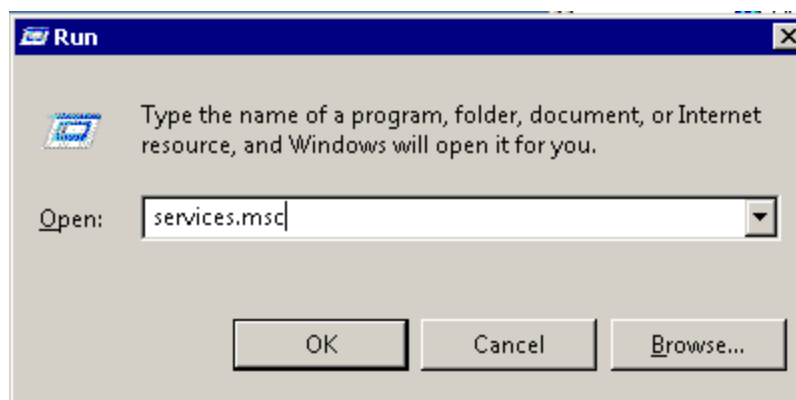 Run
Type the name of a program, folder, document, or Internet
resource, and Windows will open it for you.
Open: services.msc
OK Cancel Browse...